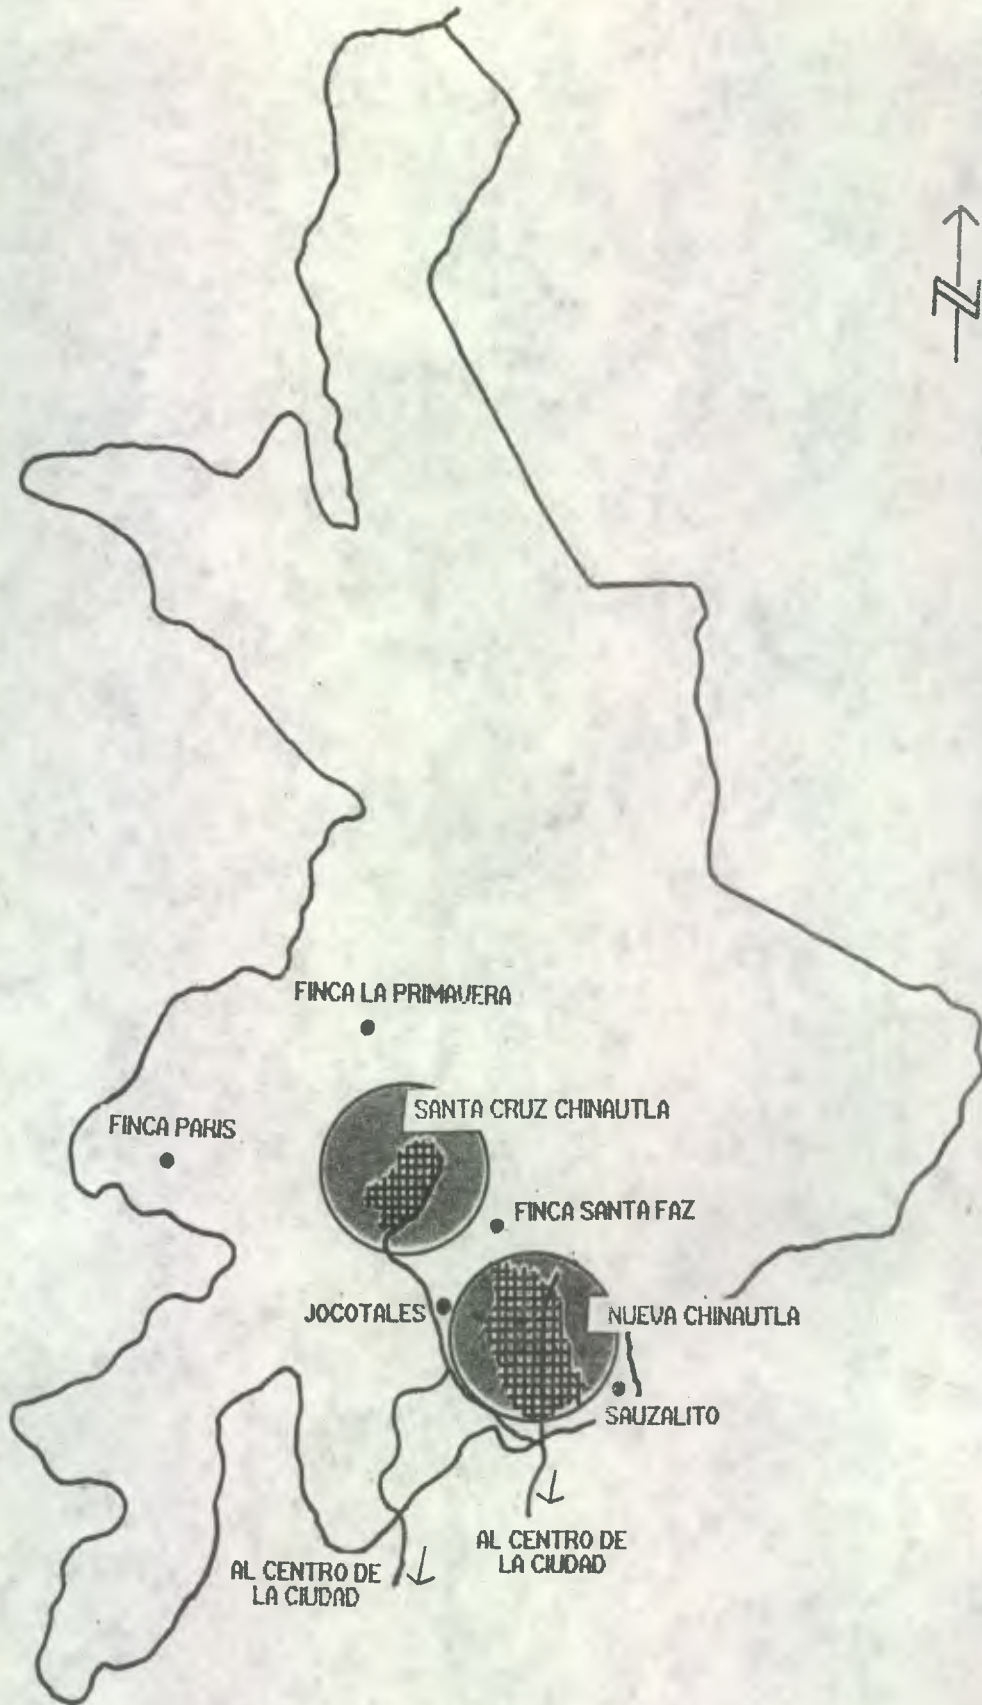 N
FINCA LA PRIMAVERA
SANTA CRUZ CHINAUTLA
FINCA PARIS
FINCA SANTA FAZ
JOCOTALES
NUEVA CHINAUTLA
SAUZALITO
AL CENTRO DE
LA CIUDAD
AL CENTRO DE
LA CIUDAD